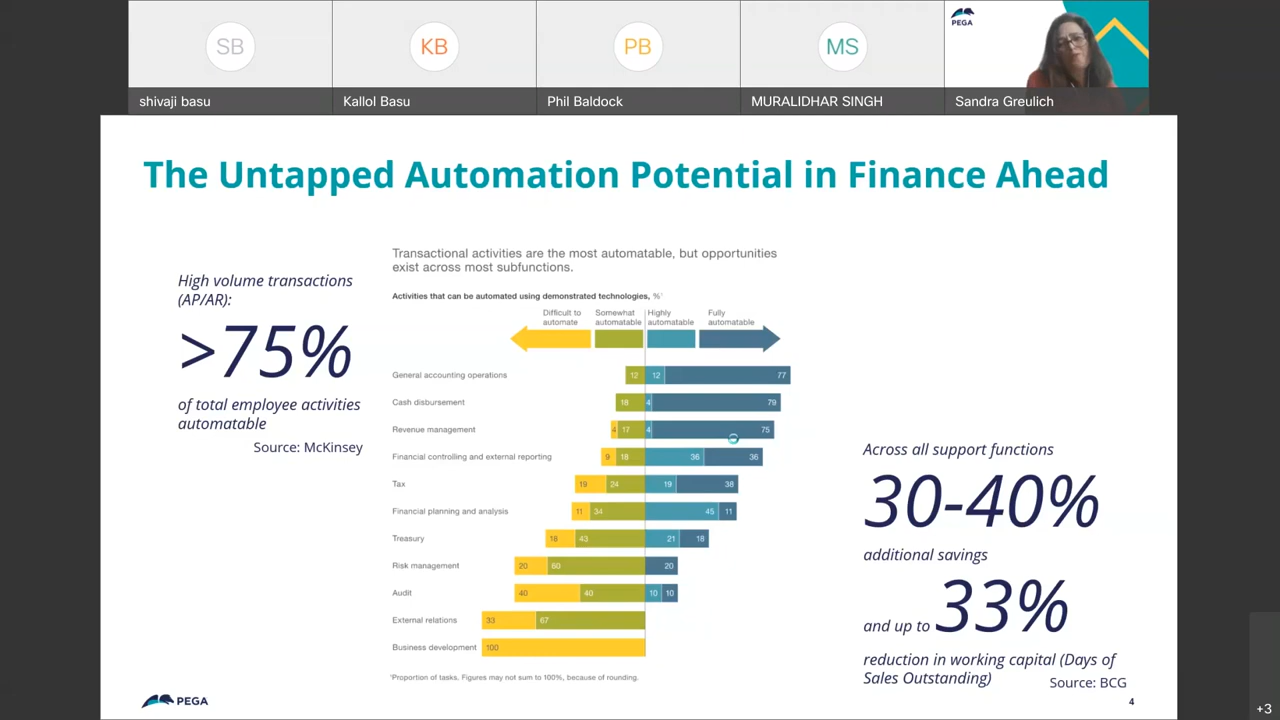 SB
KB
PB
MS
PEGA
shivaji basu
Kallol Basu
Phil Baldock
MURALIDHAR SINGH
Sandra Greulich
The Untapped Automation Potential in Finance Ahead
High volume transactions
(AP/AR):
>75%
of total employee activities
automatable
Source: McKinsey
Transactional activities are the most automatable, but opportunities
exist across most subfunctions.
Activities that can be automated using demonstrated technologies, %¹
Difficult to
automate
Somewhat
automatable
Highly
automatable
Fully
automatable
General accounting operations 12 12 77
Cash disbursement 18 4 79
Revenue management 4 17 4 75
Financial controlling and external reporting 9 18 36 36
Tax 19 24 19 38
Financial planning and analysis 11 34 45 11
Treasury 18 43 21 18
Risk management 20 60 20
Audit 40 40 10 10
External relations 33 67
Business development 100
¹Proportion of tasks. Figures may not sum to 100%, because of rounding.
Across all support functions
30-40%
additional savings
and up to 33%
reduction in working capital (Days of
Sales Outstanding)
Source: BCG
PEGA
4
+3